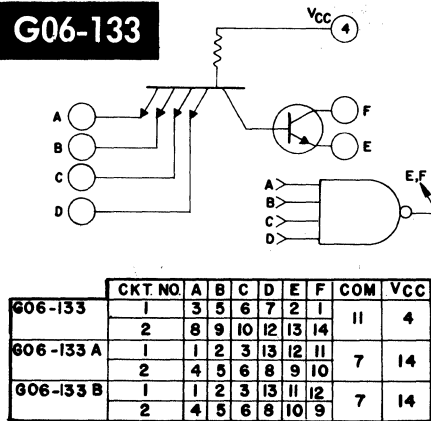 G06-133
VCC
4
A
B
C
D
F
E
A
B
C
D
E,F
CKT. NO. A B C D E F COM VCC
G06-133 1 3 5 6 7 2 1 11 4
2 8 9 10 12 13 14
G06-133 A 1 1 2 3 13 12 11 7 14
2 4 5 6 8 9 10
G06-133 B 1 1 2 3 13 11 12 7 14
2 4 5 6 8 10 9